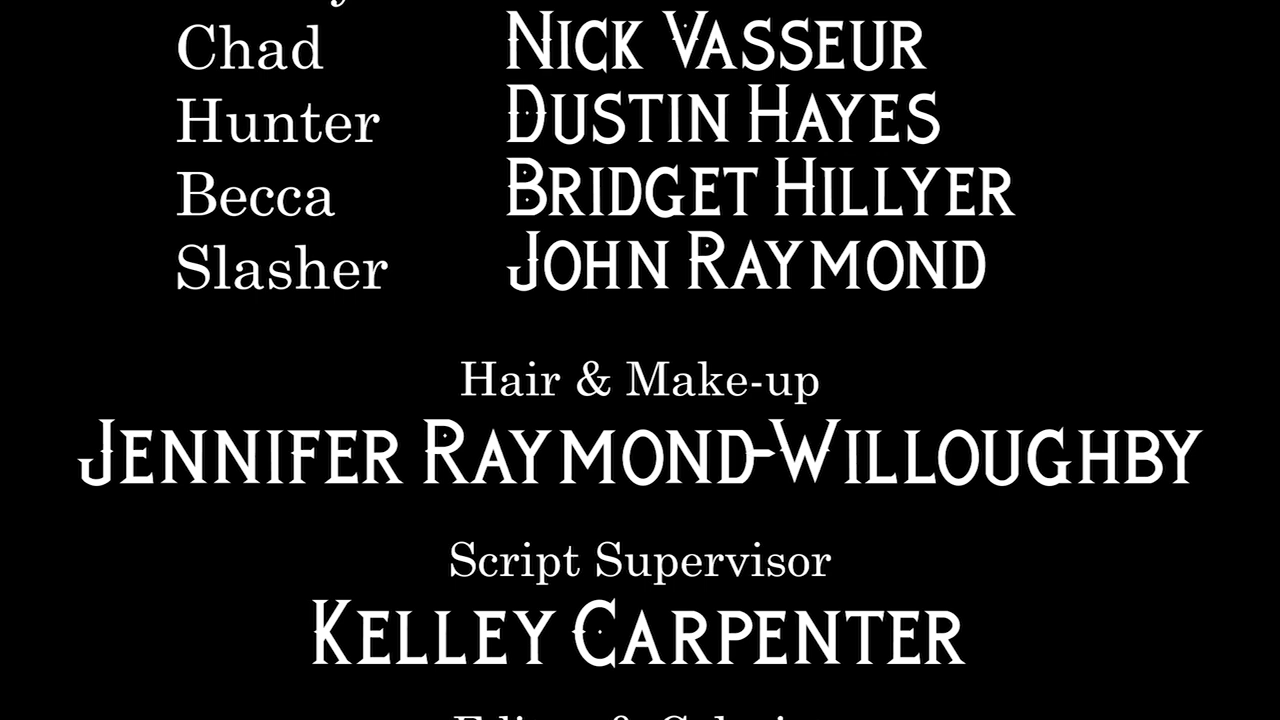 Chad NICK VASSEUR
Hunter DUSTIN HAYES
Becca BRIDGET HILLYER
Slasher JOHN RAYMOND
Hair & Make-up
JENNIFER RAYMOND-WILLOUGHBY
Script Supervisor
KELLEY CARPENTER